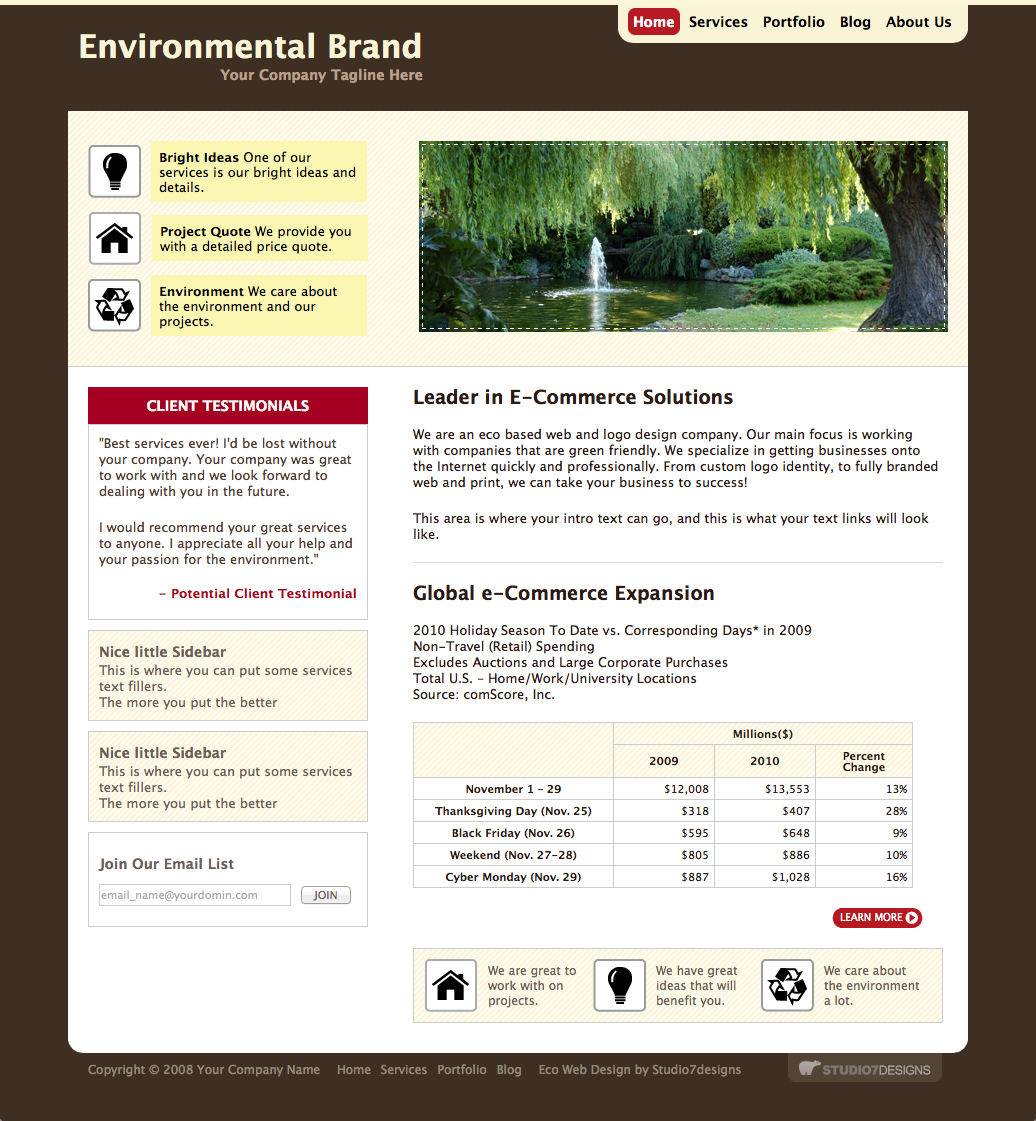 Home Services Portfolio Blog About Us
Environmental Brand
Your Company Tagline Here
Bright Ideas One of our
services is our bright ideas and
details.
Project Quote We provide you
with a detailed price quote.
Environment We care about
the environment and our
projects.
CLIENT TESTIMONIALS
"Best services ever! I'd be lost without
your company. Your company was great
to work with and we look forward to
dealing with you in the future.
I would recommend your great services
to anyone. I appreciate all your help and
your passion for the environment."
– Potential Client Testimonial
Nice little Sidebar
This is where you can put some services
text fillers.
The more you put the better
Nice little Sidebar
This is where you can put some services
text fillers.
The more you put the better
Join Our Email List
email_name@yourdomin.com JOIN
Leader in E-Commerce Solutions
We are an eco based web and logo design company. Our main focus is working
with companies that are green friendly. We specialize in getting businesses onto
the Internet quickly and professionally. From custom logo identity, to fully branded
web and print, we can take your business to success!
This area is where your intro text can go, and this is what your text links will look
like.
Global e-Commerce Expansion
2010 Holiday Season To Date vs. Corresponding Days* in 2009
Non-Travel (Retail) Spending
Excludes Auctions and Large Corporate Purchases
Total U.S. – Home/Work/University Locations
Source: comScore, Inc.
Millions($)
2009 2010 Percent
Change
November 1 – 29 $12,008 $13,553 13%
Thanksgiving Day (Nov. 25) $318 $407 28%
Black Friday (Nov. 26) $595 $648 9%
Weekend (Nov. 27-28) $805 $886 10%
Cyber Monday (Nov. 29) $887 $1,028 16%
LEARN MORE
We are great to
work with on
projects.
We have great
ideas that will
benefit you.
We care about
the environment
a lot.
Copyright © 2008 Your Company Name Home Services Portfolio Blog Eco Web Design by Studio7designs
STUDIO7DESIGNS